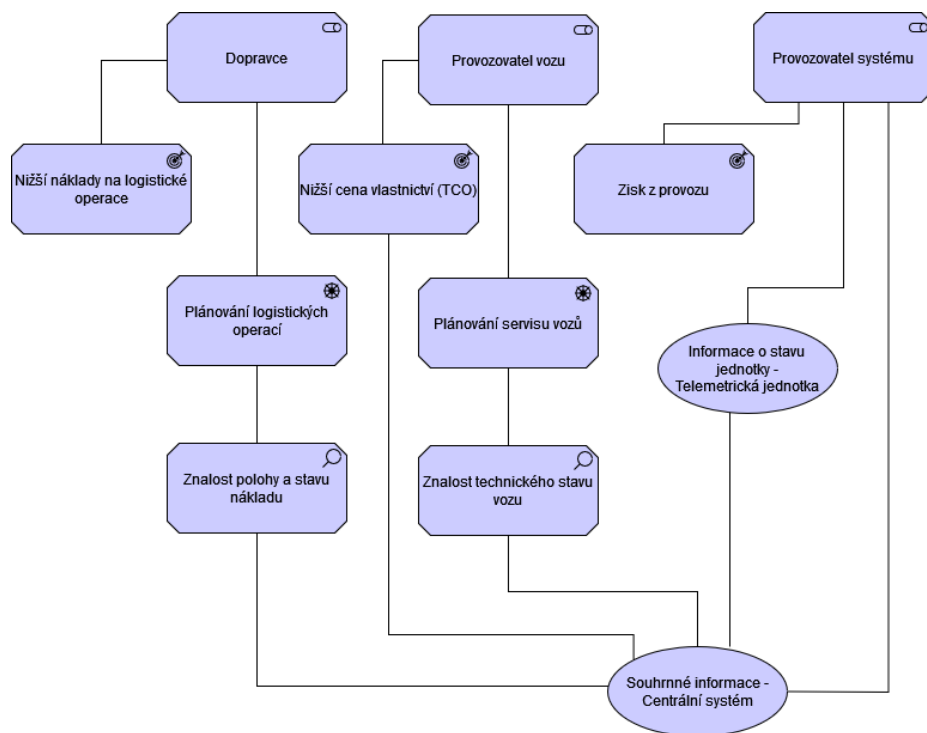 Dopravce
Provozovatel vozu
Provozovatel systému
Nižší náklady na logistické
operace
Nižší cena vlastnictví (TCO)
Zisk z provozu
Plánování logistických
operací
Plánování servisu vozů
Informace o stavu
jednotky -
Telemetrická jednotka
Znalost polohy a stavu
nákladu
Znalost technického stavu
vozu
Souhrnné informace -
Centrální systém